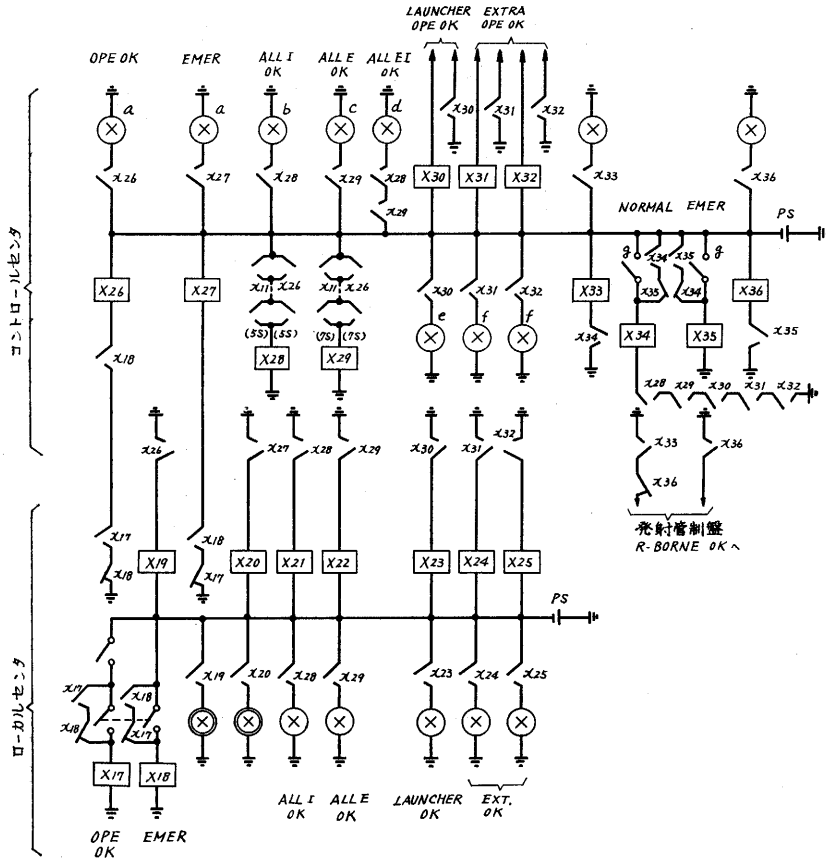 LAUNCHER EXTRA
OPE OK OPE OK
OPE OK EMER ALL I ALL E ALL EI
OK OK OK
a a b c d
x30 x31 x32
x26 x27 x28 x29 x28 x33 x36
X30 X31 X32
x29
NORMAL EMER PS
g x34 x35 g
X26 X27 x11 x26 x11 x26 x30 x31 x32 X33 x35 x34 X36
(5S) (5S) (7S) (7S) e f f
X28 X29 x34 X34 X35 x35
コントロールセンタ
x18
x28 x29 x30 x31 x32
x26 x27 x28 x29 x30 x31 x32 x33 x36
x36
発射管制盤
R-BORNE OK へ
x17 x18
x18 x17
X19 X20 X21 X22 X23 X24 X25
PS
ローカルセンタ
x17 x18 x19 x20 x28 x29 x23 x24 x25
x18 x17
X17 X18
ALL I ALL E LAUNCHER EXT.
OK OK OK OK
OPE EMER
OK